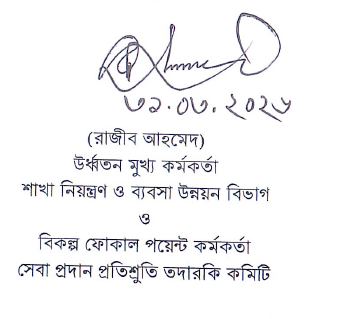 ৩১.০৩.২০২৬
(রাজীব আহমেদ)
উর্ধ্বতন মুখ্য কর্মকর্তা
শাখা নিয়ন্ত্রণ ও ব্যবসা উন্নয়ন বিভাগ
ও
বিকল্প ফোকাল পয়েন্ট কর্মকর্তা
সেবা প্রদান প্রতিশ্রুতি তদারকি কমিটি